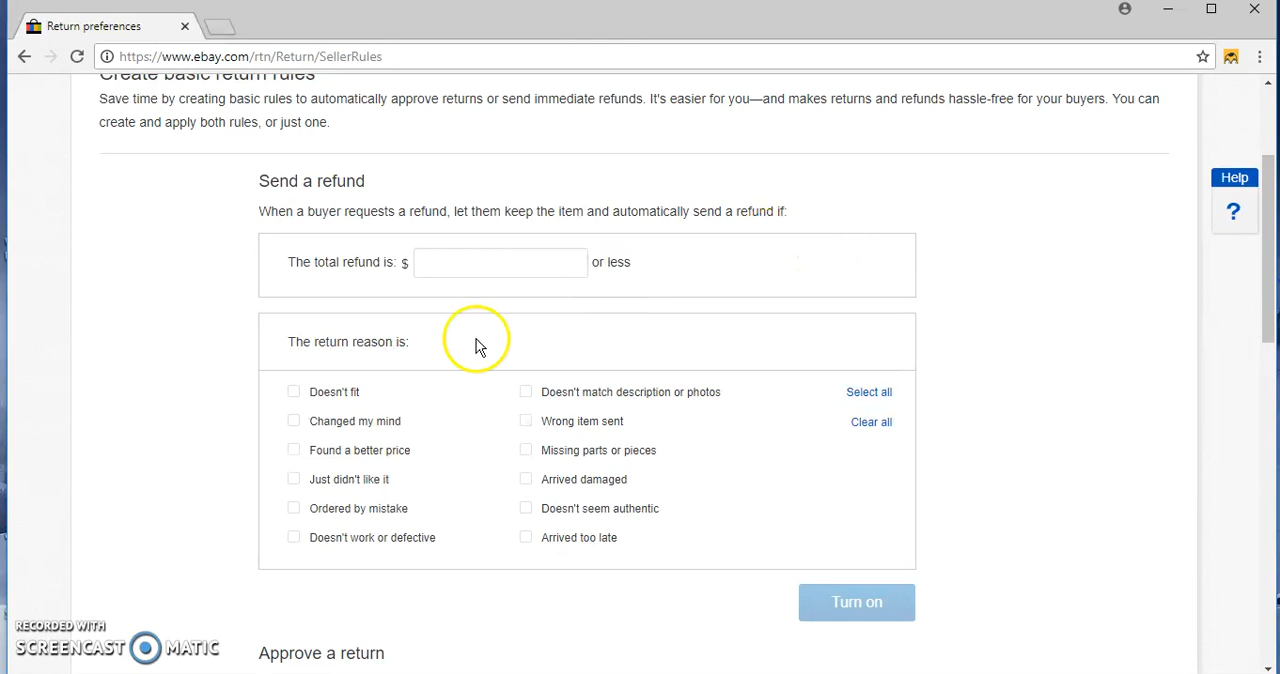 Return preferences
https://www.ebay.com/rtn/Return/SellerRules
Create basic return rules
Save time by creating basic rules to automatically approve returns or send immediate refunds. It's easier for you—and makes returns and refunds hassle-free for your buyers. You can
create and apply both rules, or just one.
Help
?
Send a refund
When a buyer requests a refund, let them keep the item and automatically send a refund if:
The total refund is: $ or less
The return reason is:
Doesn't fit Doesn't match description or photos Select all
Changed my mind Wrong item sent Clear all
Found a better price Missing parts or pieces
Just didn't like it Arrived damaged
Ordered by mistake Doesn't seem authentic
Doesn't work or defective Arrived too late
Turn on
RECORDED WITH
SCREENCAST MATIC
Approve a return